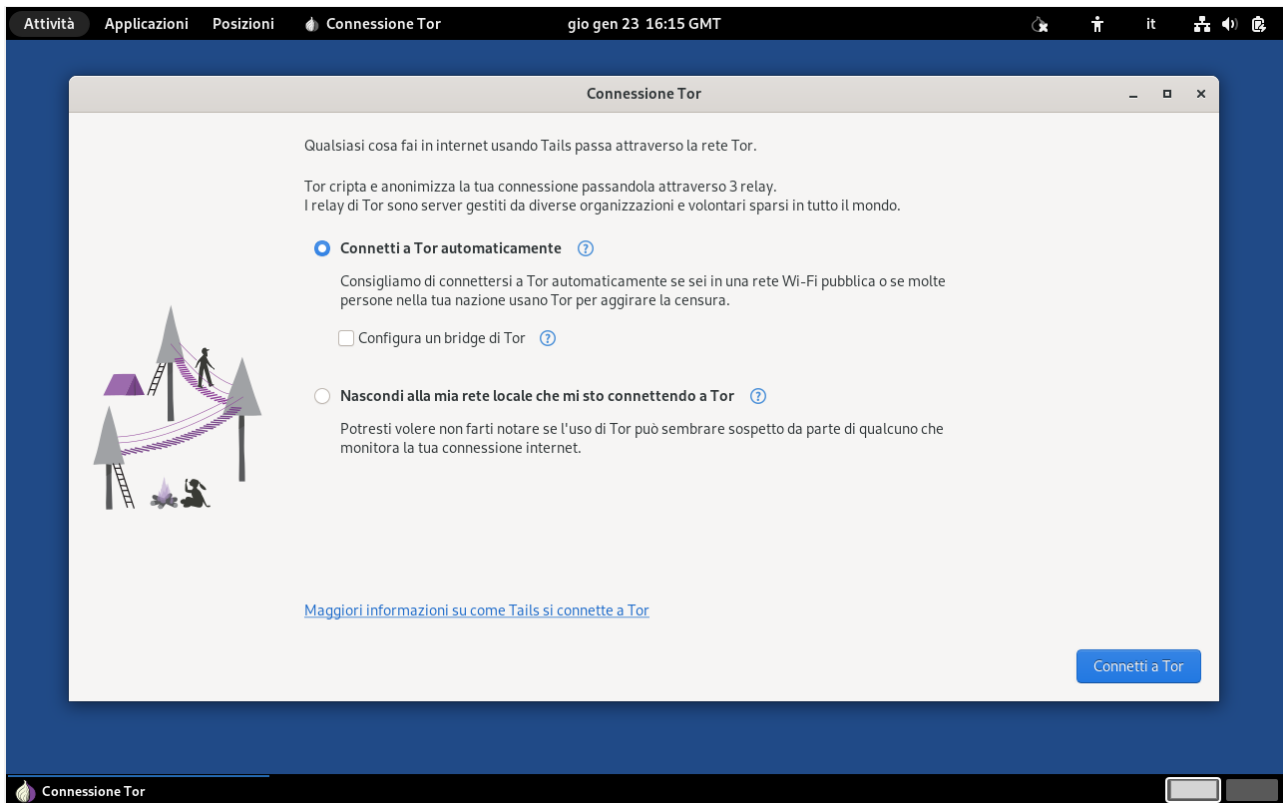 Attività Applicazioni Posizioni Connessione Tor gio gen 23 16:15 GMT it
Connessione Tor
Qualsiasi cosa fai in internet usando Tails passa attraverso la rete Tor.
Tor cripta e anonimizza la tua connessione passandola attraverso 3 relay.
I relay di Tor sono server gestiti da diverse organizzazioni e volontari sparsi in tutto il mondo.
Connetti a Tor automaticamente ?
Consigliamo di connettersi a Tor automaticamente se sei in una rete Wi-Fi pubblica o se molte
persone nella tua nazione usano Tor per aggirare la censura.
Configura un bridge di Tor ?
Nascondi alla mia rete locale che mi sto connettendo a Tor ?
Potresti volere non farti notare se l'uso di Tor può sembrare sospetto da parte di qualcuno che
monitora la tua connessione internet.
Maggiori informazioni su come Tails si connette a Tor
Connetti a Tor
Connessione Tor